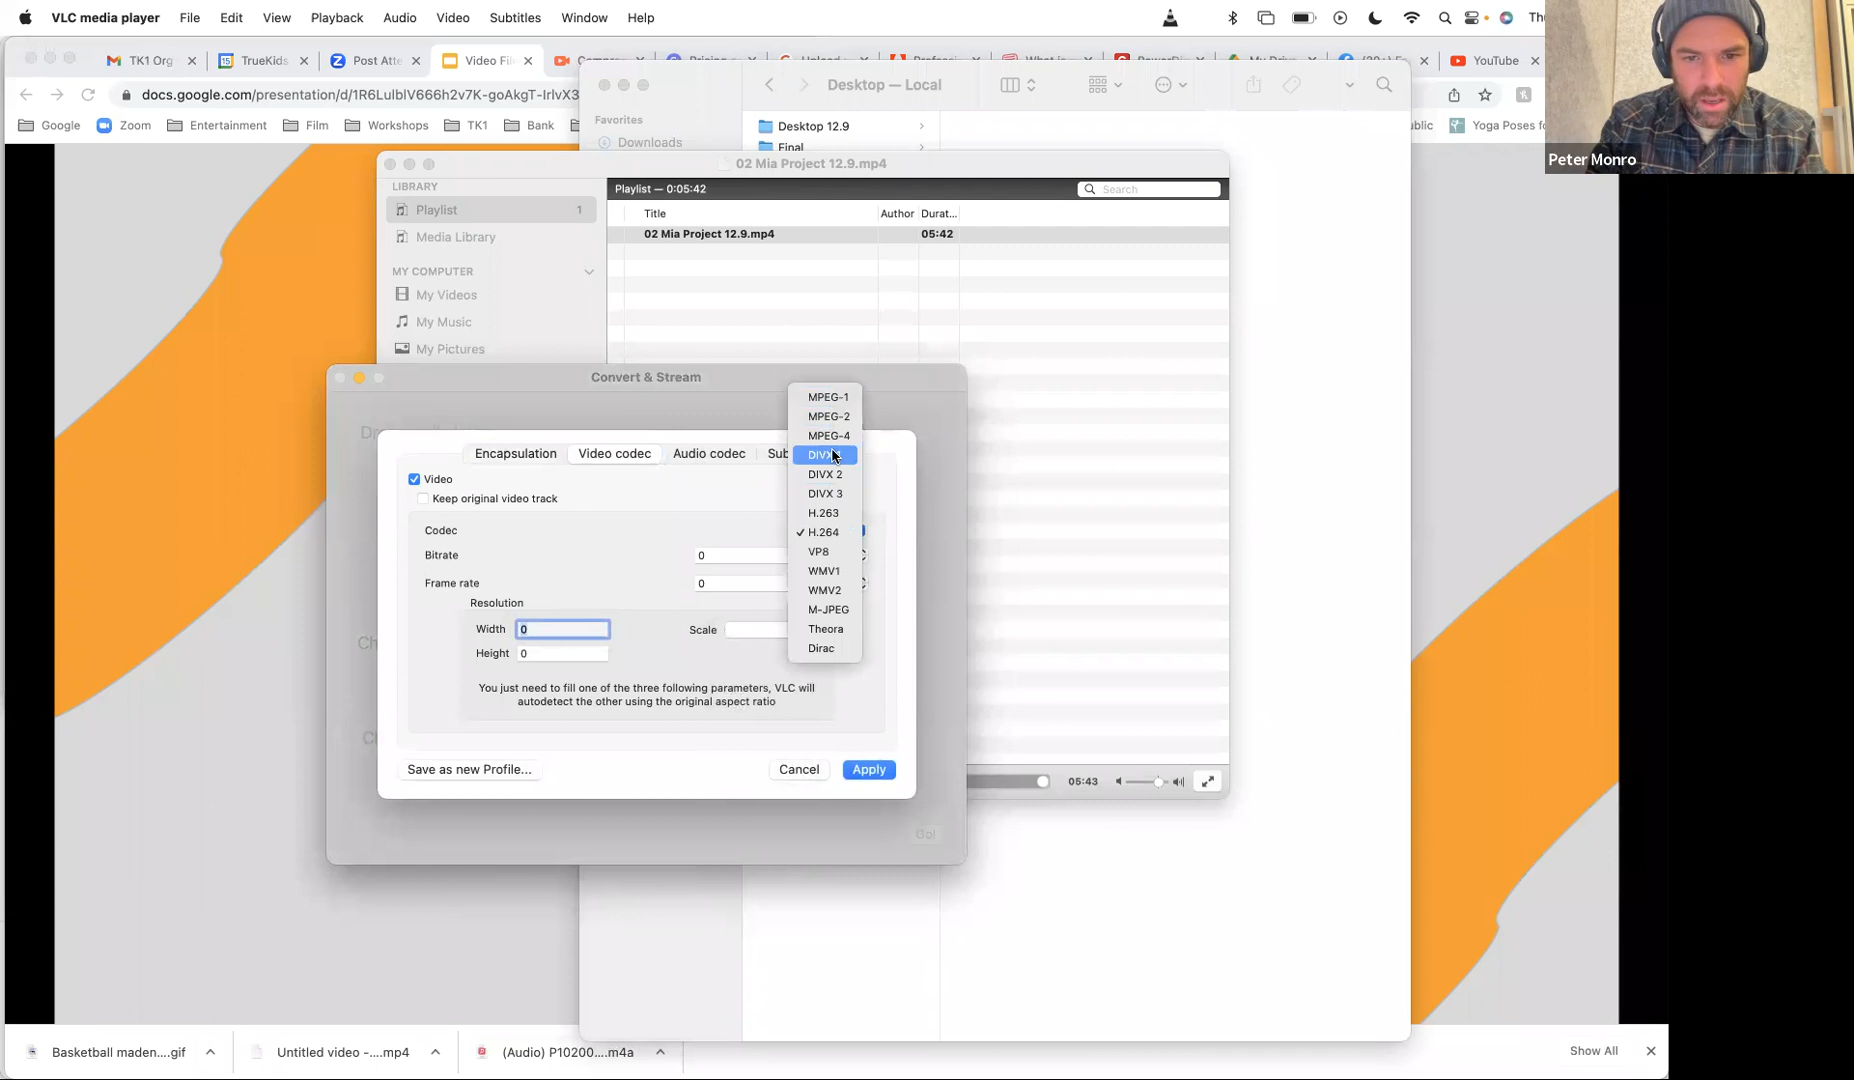 VLC media player File Edit View Playback Audio Video Subtitles Window Help
TK1 Org
TrueKids
Post Atte
Video Fil
YouTube
docs.google.com/presentation/d/1R6LulblV666h2v7K-goAkgT-IrlvX3
Desktop — Local
Google Zoom Entertainment Film Workshops TK1 Bank
Yoga Poses fo
Peter Monro
Favorites
Downloads
Desktop 12.9
Final
02 Mia Project 12.9.mp4
LIBRARY
Playlist 1
Media Library
MY COMPUTER
My Videos
My Music
My Pictures
Playlist — 0:05:42
Search
Title Author Durat...
02 Mia Project 12.9.mp4 05:42
Convert & Stream
Encapsulation Video codec Audio codec Sub
Video
Keep original video track
Codec
Bitrate 0
Frame rate 0
Resolution
Width 0
Scale
Height 0
You just need to fill one of the three following parameters, VLC will
autodetect the other using the original aspect ratio
Save as new Profile...
Cancel
Apply
MPEG-1
MPEG-2
MPEG-4
DIVX 1
DIVX 2
DIVX 3
H.263
✓ H.264
VP8
WMV1
WMV2
M-JPEG
Theora
Dirac
05:43
Go!
Basketball maden....gif
Untitled video -....mp4
(Audio) P10200....m4a
Show All